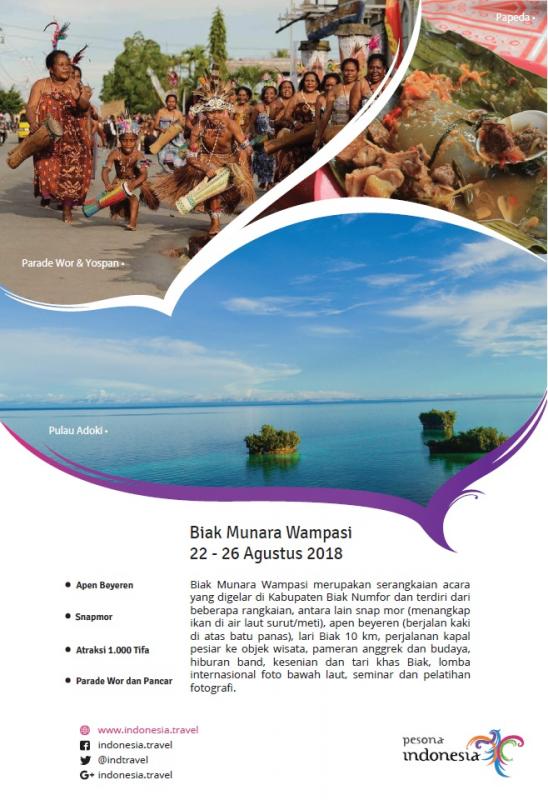 Papeda •
Parade Wor & Yospan •
Pulau Adoki •
Biak Munara Wampasi
22 - 26 Agustus 2018
• Apen Beyeren
• Snapmor
• Atraksi 1.000 Tifa
• Parade Wor dan Pancar
Biak Munara Wampasi merupakan serangkaian acara
yang digelar di Kabupaten Biak Numfor dan terdiri dari
beberapa rangkaian, antara lain snap mor (menangkap
ikan di air laut surut/meti), apen beyeren (berjalan kaki
di atas batu panas), lari Biak 10 km, perjalanan kapal
pesiar ke objek wisata, pameran anggrek dan budaya,
hiburan band, kesenian dan tari khas Biak, lomba
internasional foto bawah laut, seminar dan pelatihan
fotografi.
www.indonesia.travel
indonesia.travel
@indtravel
G+ indonesia.travel
pesona
indonesia